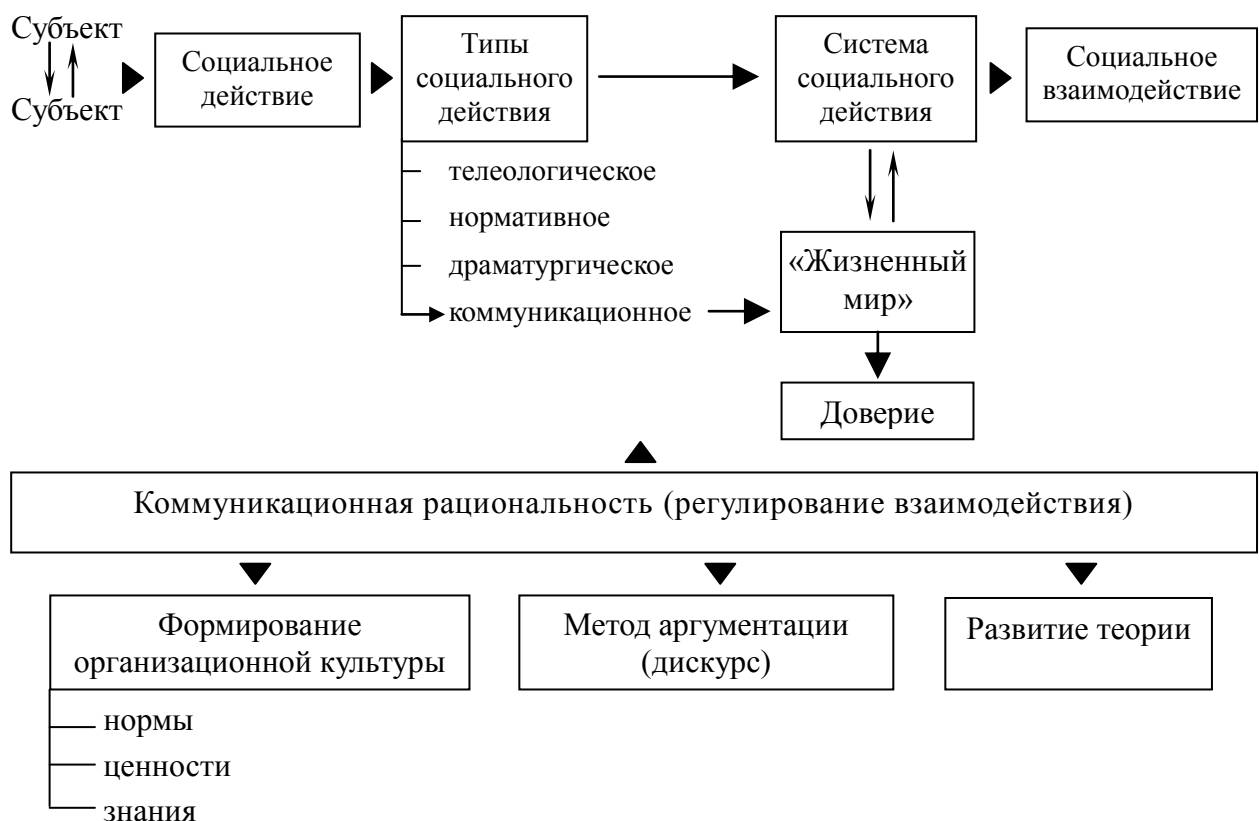 Субъект
Субъект
Социальное
действие
Типы
социального
действия
Система
социального
действия
Социальное
взаимодействие
телеологическое
нормативное
драматургическое
коммуникационное
«Жизненный
мир»
Доверие
Коммуникационная рациональность (регулирование взаимодействия)
Формирование
организационной культуры
Метод аргументации
(дискурс)
Развитие теории
нормы
ценности
знания